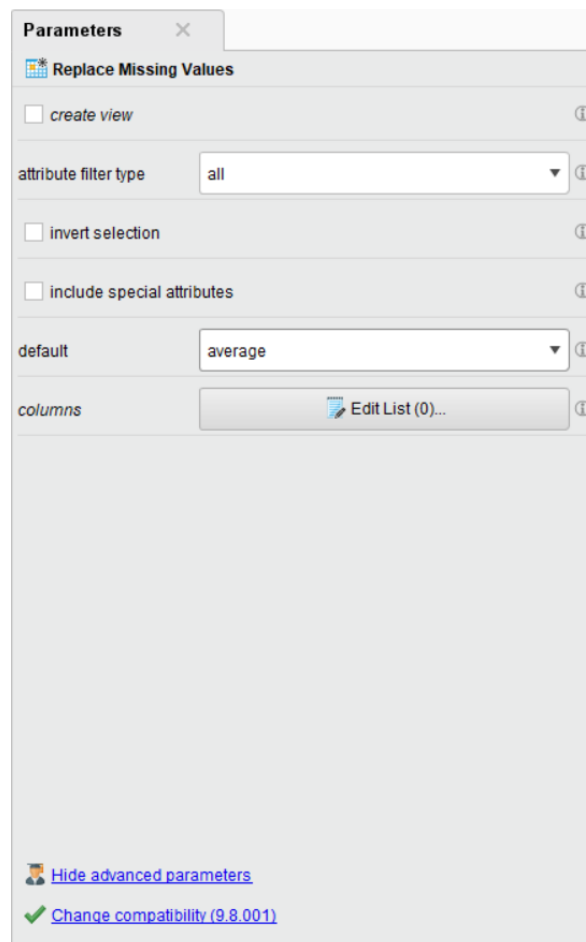 Parameters
Replace Missing Values
create view
attribute filter type all
invert selection
include special attributes
default average
columns Edit List (0)...
Hide advanced parameters
Change compatibility (9.8.001)